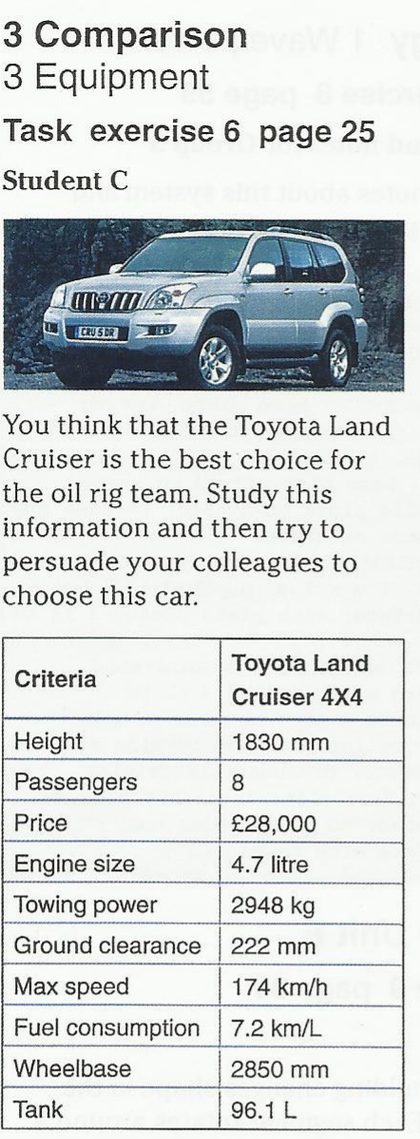 3 Comparison
3 Equipment
Task exercise 6 page 25
Student C
CRU 5 DR
You think that the Toyota Land
Cruiser is the best choice for
the oil rig team. Study this
information and then try to
persuade your colleagues to
choose this car.
Criteria Toyota Land
Cruiser 4X4
Height 1830 mm
Passengers 8
Price £28,000
Engine size 4.7 litre
Towing power 2948 kg
Ground clearance 222 mm
Max speed 174 km/h
Fuel consumption 7.2 km/L
Wheelbase 2850 mm
Tank 96.1 L